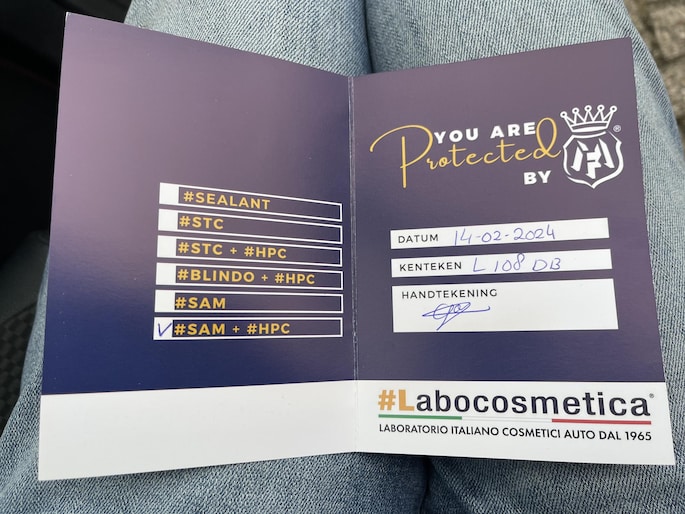 #SEALANT
#STC
#STC + #HPC
#BLINDO + #HPC
#SAM
#SAM + #HPC
YOU ARE
Protected
BY
DATUM 14-02-2024
KENTEKEN L 108 DB
HANDTEKENING
#Labocosmetica®
LABORATORIO ITALIANO COSMETICI AUTO DAL 1965